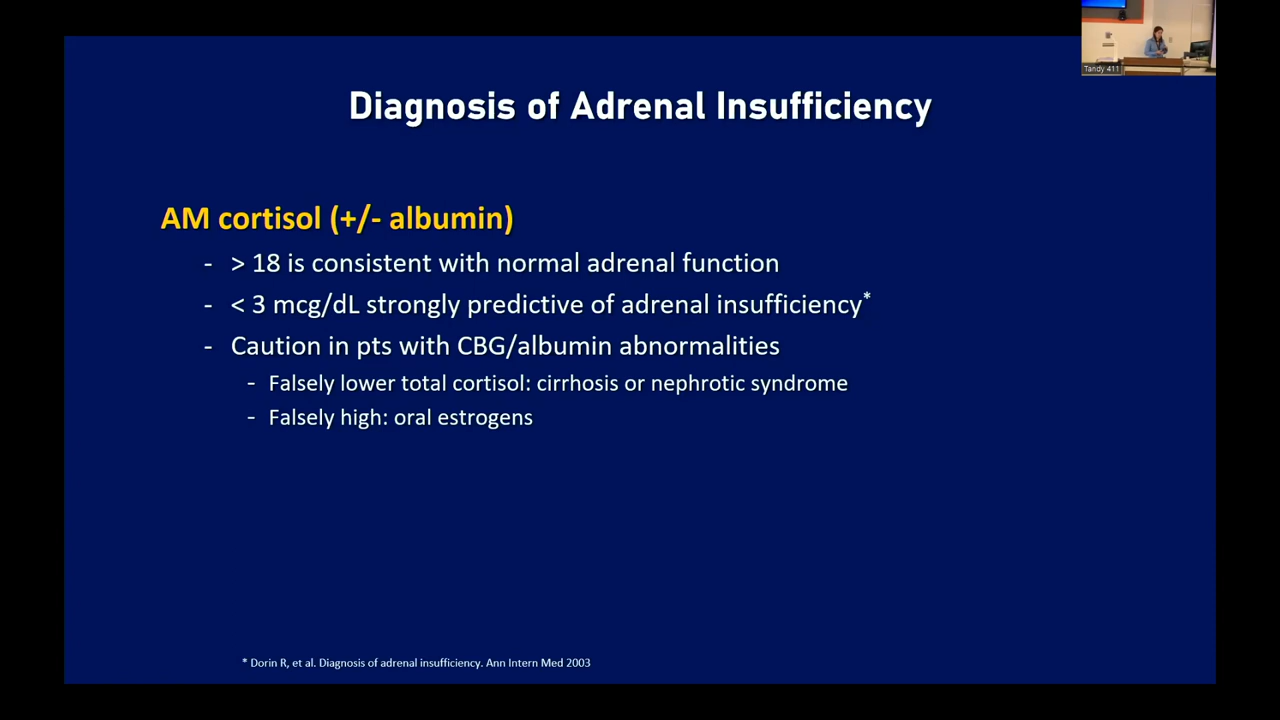 Tandy 411
Diagnosis of Adrenal Insufficiency
AM cortisol (+/- albumin)
- > 18 is consistent with normal adrenal function
- < 3 mcg/dL strongly predictive of adrenal insufficiency*
- Caution in pts with CBG/albumin abnormalities
- Falsely lower total cortisol: cirrhosis or nephrotic syndrome
- Falsely high: oral estrogens
* Dorin R, et al. Diagnosis of adrenal insufficiency. Ann Intern Med 2003